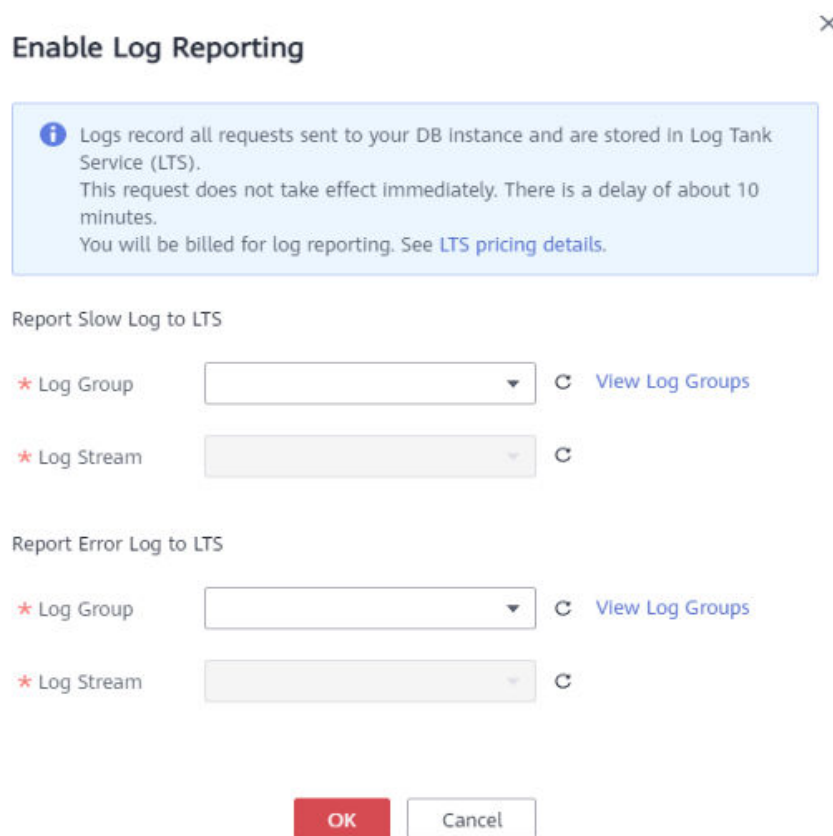 Enable Log Reporting
Logs record all requests sent to your DB instance and are stored in Log Tank
Service (LTS).
This request does not take effect immediately. There is a delay of about 10
minutes.
You will be billed for log reporting. See LTS pricing details.
Report Slow Log to LTS
* Log Group View Log Groups
* Log Stream
Report Error Log to LTS
* Log Group View Log Groups
* Log Stream
OK Cancel